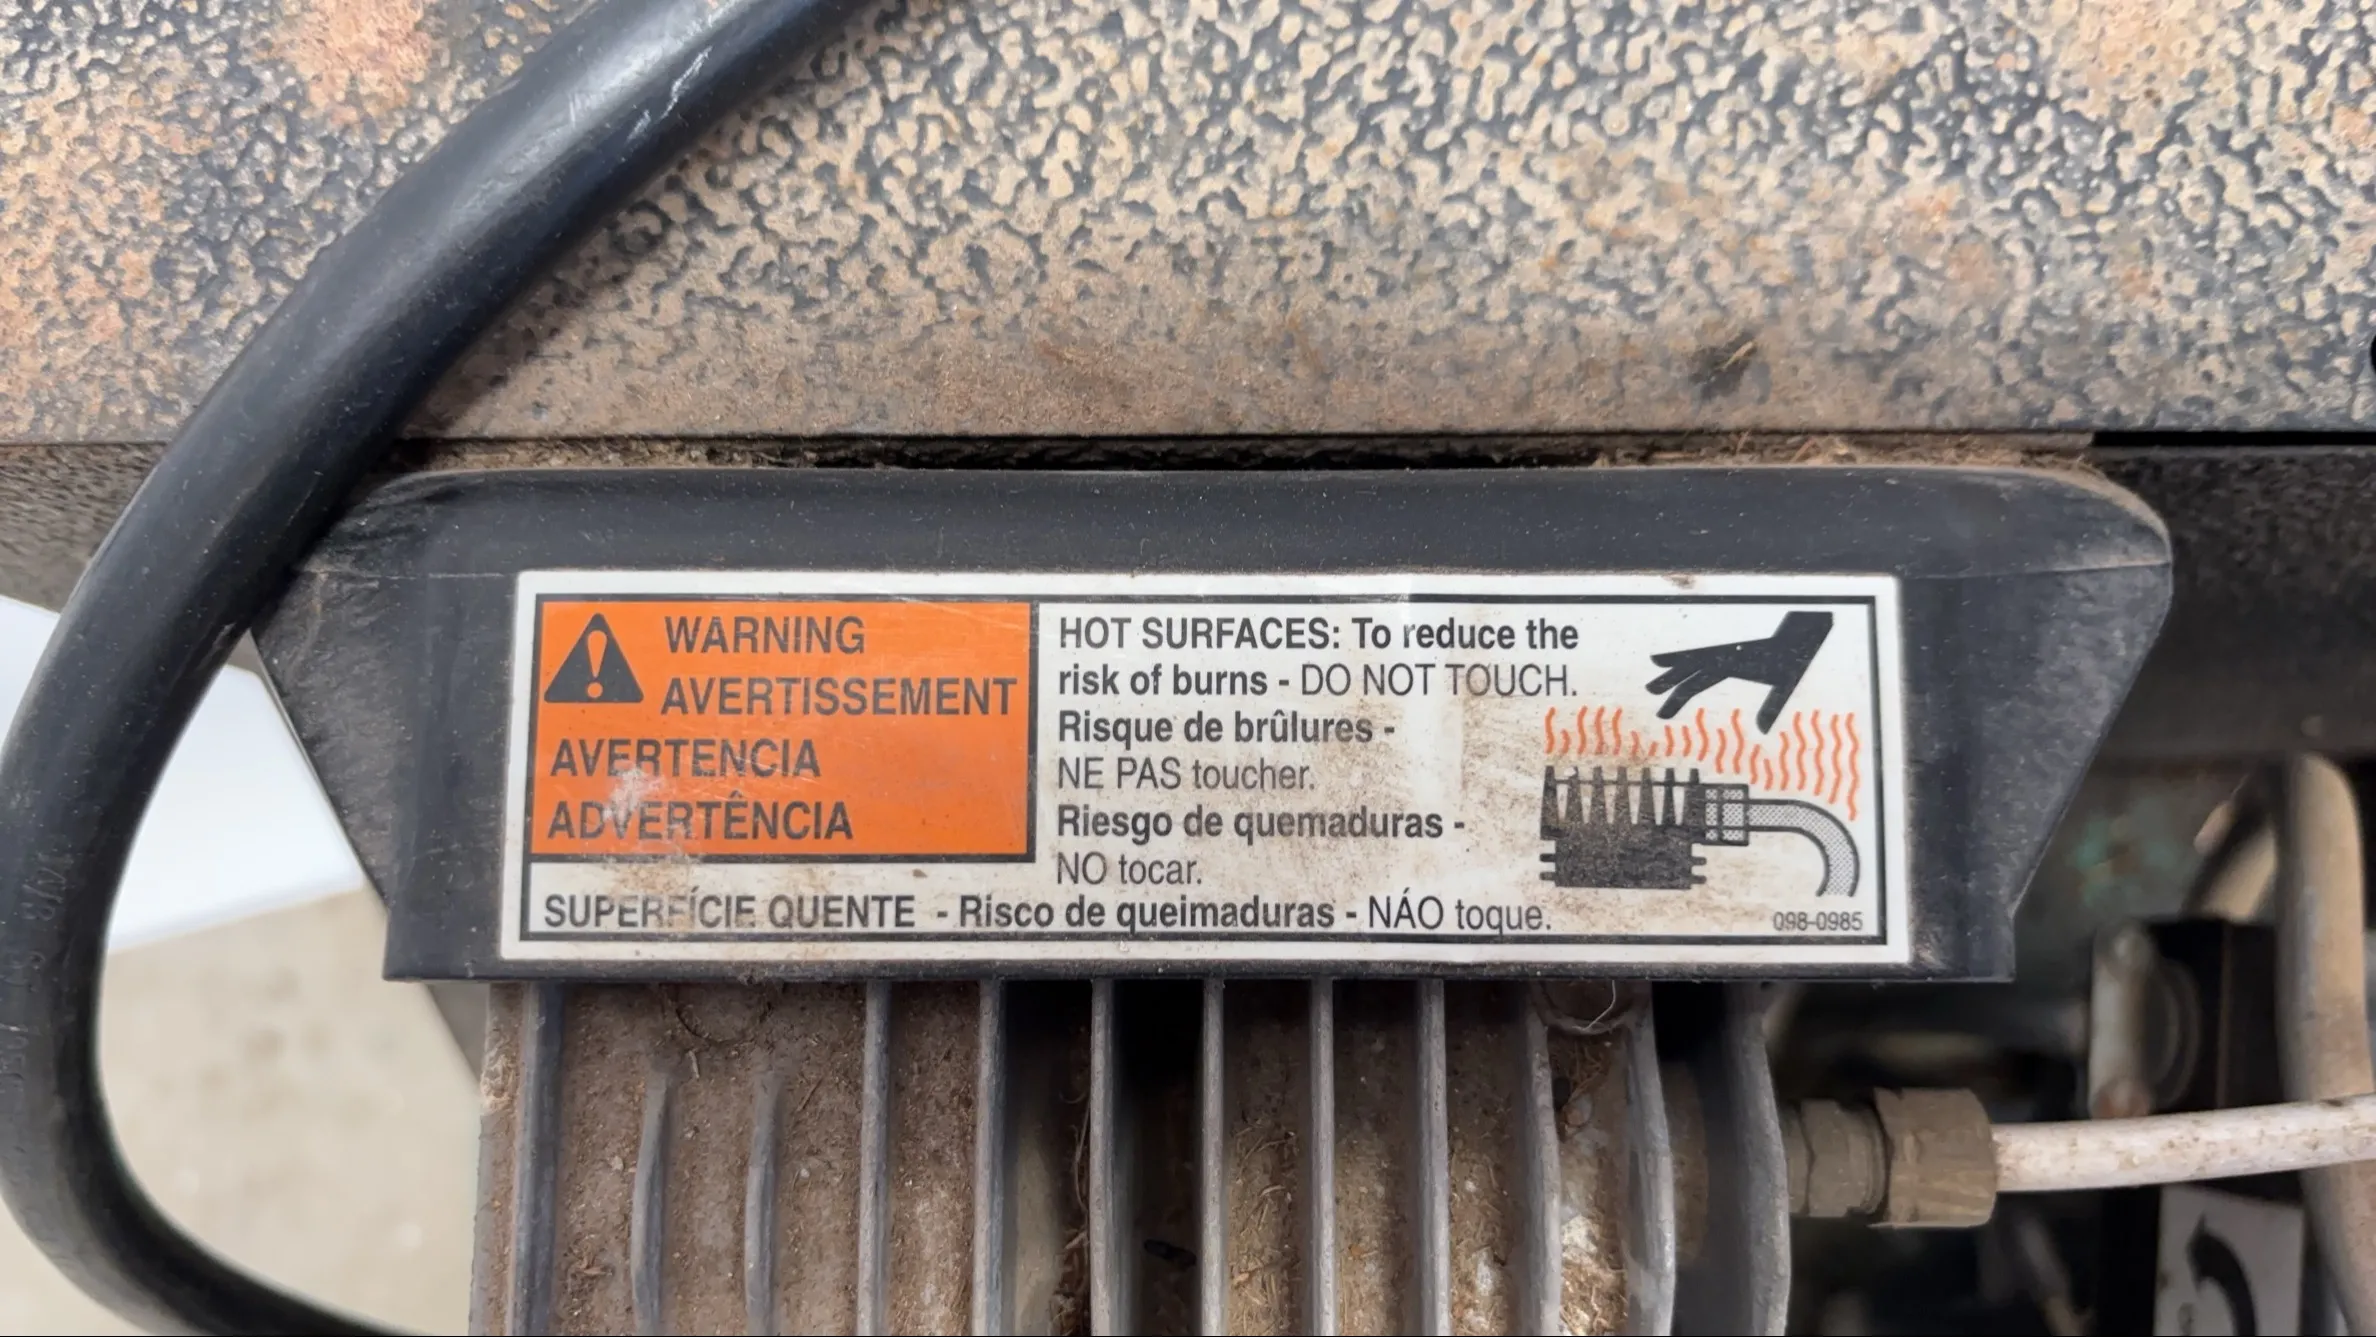 WARNING
AVERTISSEMENT
AVERTENCIA
ADVERTÊNCIA
HOT SURFACES: To reduce the
risk of burns - DO NOT TOUCH.
Risque de brûlures -
NE PAS toucher.
Riesgo de quemaduras -
NO tocar.
SUPERFÍCIE QUENTE - Risco de queimaduras - NÁO toque.
098-0985